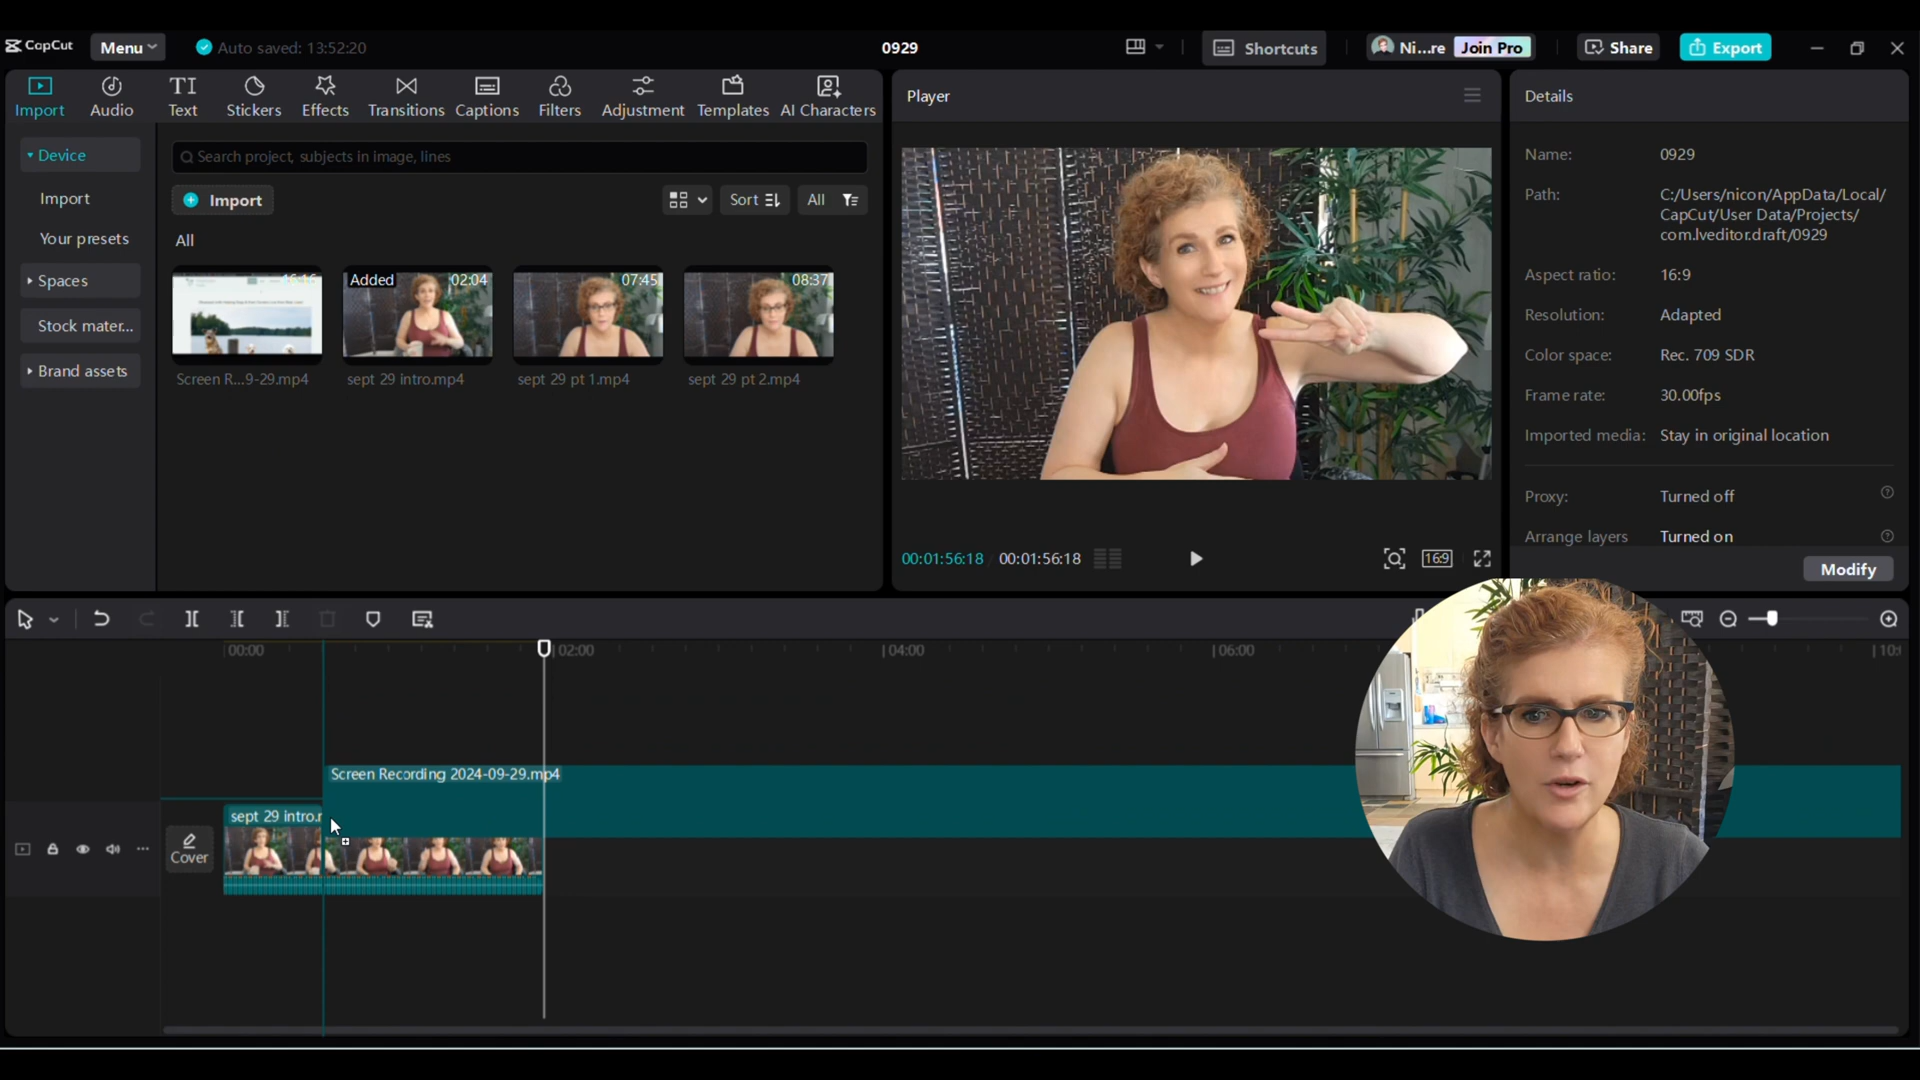 CapCut
Menu
Auto saved: 13:52:20
0929
Shortcuts
Ni...re
Join Pro
Share
Export
Import
Audio
Text
Stickers
Effects
Transitions
Captions
Filters
Adjustment
Templates
AI Characters
Device
Import
Your presets
Spaces
Stock mater...
Brand assets
Search project, subjects in image, lines
Import
Sort
All
All
16:16
Added
02:04
07:45
08:37
Screen R...9-29.mp4
sept 29 intro.mp4
sept 29 pt 1.mp4
sept 29 pt 2.mp4
Player
00:01:56:18
00:01:56:18
16:9
Details
Name:
0929
Path:
C:/Users/nicon/AppData/Local/
CapCut/User Data/Projects/
com.lveditor.draft/0929
Aspect ratio:
16:9
Resolution:
Adapted
Color space:
Rec. 709 SDR
Frame rate:
30.00fps
Imported media:
Stay in original location
Proxy:
Turned off
Arrange layers
Turned on
Modify
00:00
02:00
04:00
06:00
10:
Screen Recording 2024-09-29.mp4
sept 29 intro.
Cover